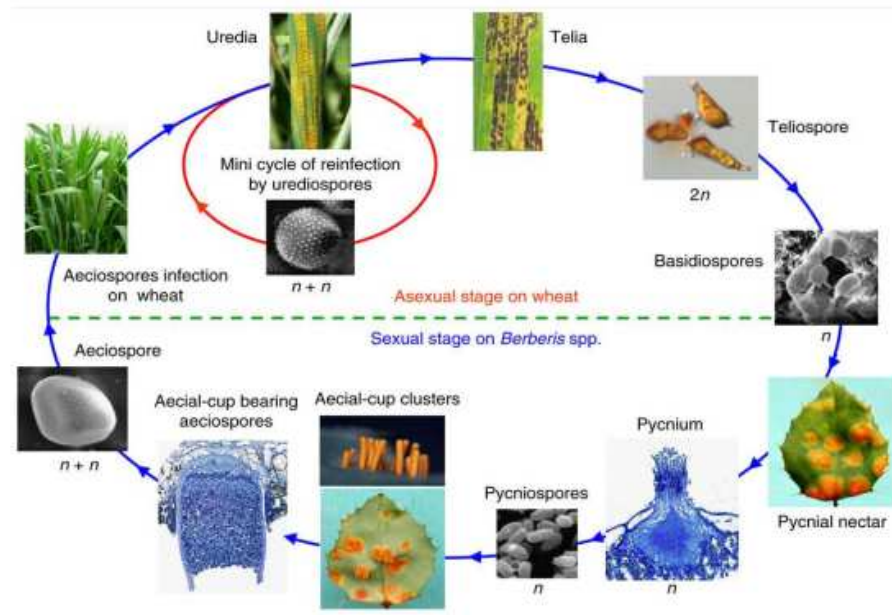 Uredia
Telia
Teliospore
2n
Mini cycle of reinfection
by urediospores
n + n
Basidiospores
n
Aeciospores infection
on wheat
Asexual stage on wheat
Sexual stage on Berberis spp.
Aeciospore
n + n
Aecial-cup bearing
aeciospores
Aecial-cup clusters
Pycniospores
n
Pycnium
n
Pycnial nectar